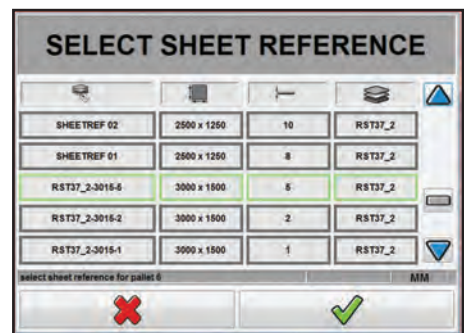 SELECT SHEET REFERENCE
SHEETREF 02 2500 x 1250 10 RST37_2
SHEETREF 01 2500 x 1250 8 RST37_2
RST37_2-3015-5 3000 x 1500 5 RST37_2
RST37_2-3015-2 3000 x 1500 2 RST37_2
RST37_2-3015-1 3000 x 1500 1 RST37_2
select sheet reference for pallet 6 MM